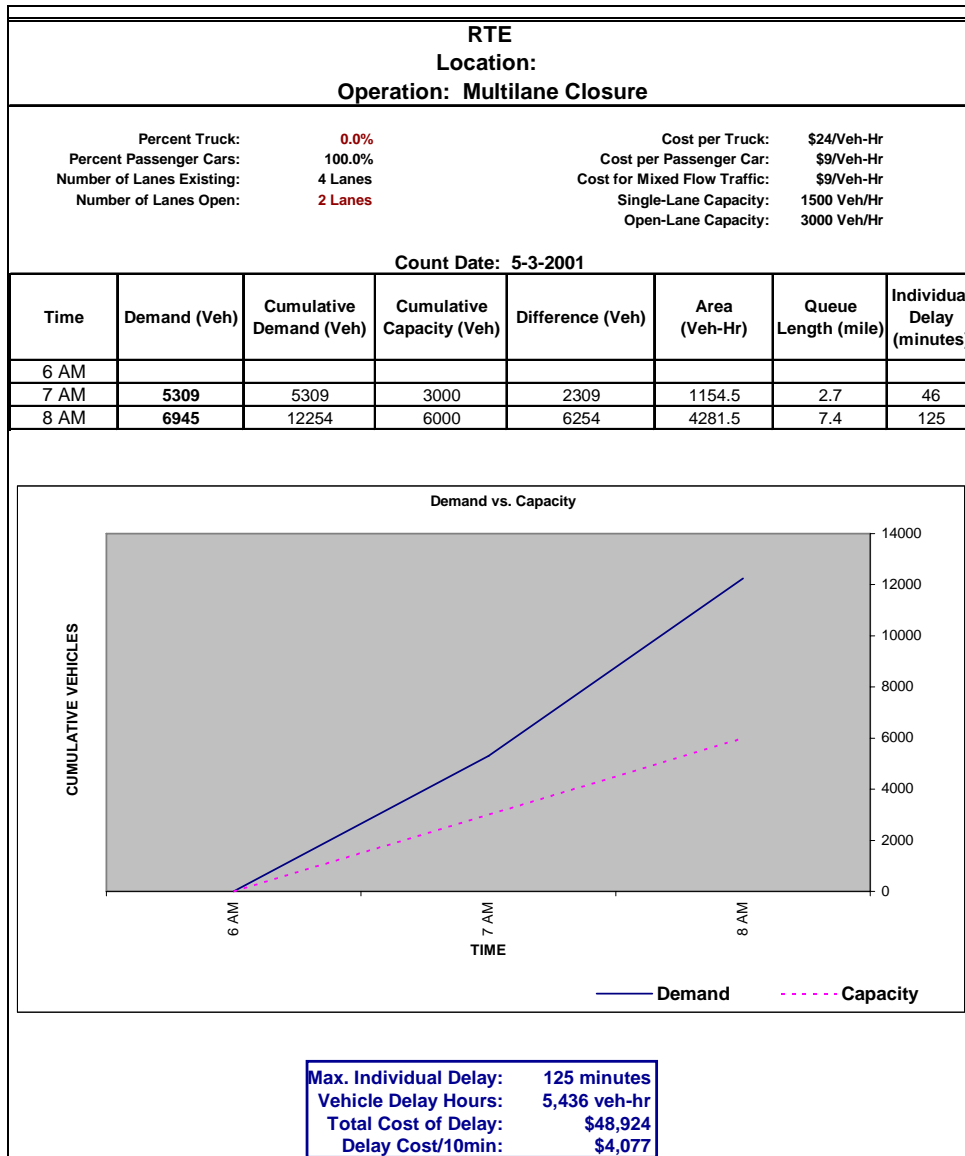 RTE
Location:
Operation: Multilane Closure
Percent Truck: 0.0% Cost per Truck: $24/Veh-Hr
Percent Passenger Cars: 100.0% Cost per Passenger Car: $9/Veh-Hr
Number of Lanes Existing: 4 Lanes Cost for Mixed Flow Traffic: $9/Veh-Hr
Number of Lanes Open: 2 Lanes Single-Lane Capacity: 1500 Veh/Hr
Open-Lane Capacity: 3000 Veh/Hr
Count Date: 5-3-2001
Time Demand (Veh) Cumulative Demand (Veh) Cumulative Capacity (Veh) Difference (Veh) Area (Veh-Hr) Queue Length (mile) Individua Delay (minutes)
6 AM
7 AM 5309 5309 3000 2309 1154.5 2.7 46
8 AM 6945 12254 6000 6254 4281.5 7.4 125
Demand vs. Capacity
14000
12000
10000
8000
6000
4000
2000
0
CUMULATIVE VEHICLES
6 AM 7 AM 8 AM
TIME
Demand Capacity
Max. Individual Delay: 125 minutes
Vehicle Delay Hours: 5,436 veh-hr
Total Cost of Delay: $48,924
Delay Cost/10min: $4,077